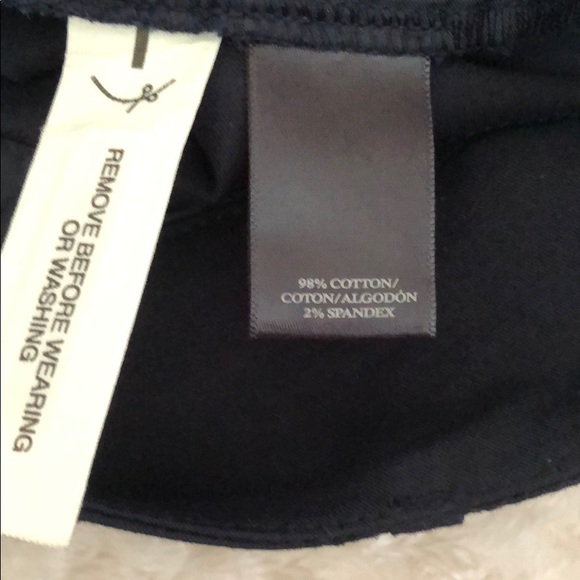 REMOVE BEFORE WEARING
OR WASHING
98% COTTON/
COTON/ALGODÓN
2% SPANDEX